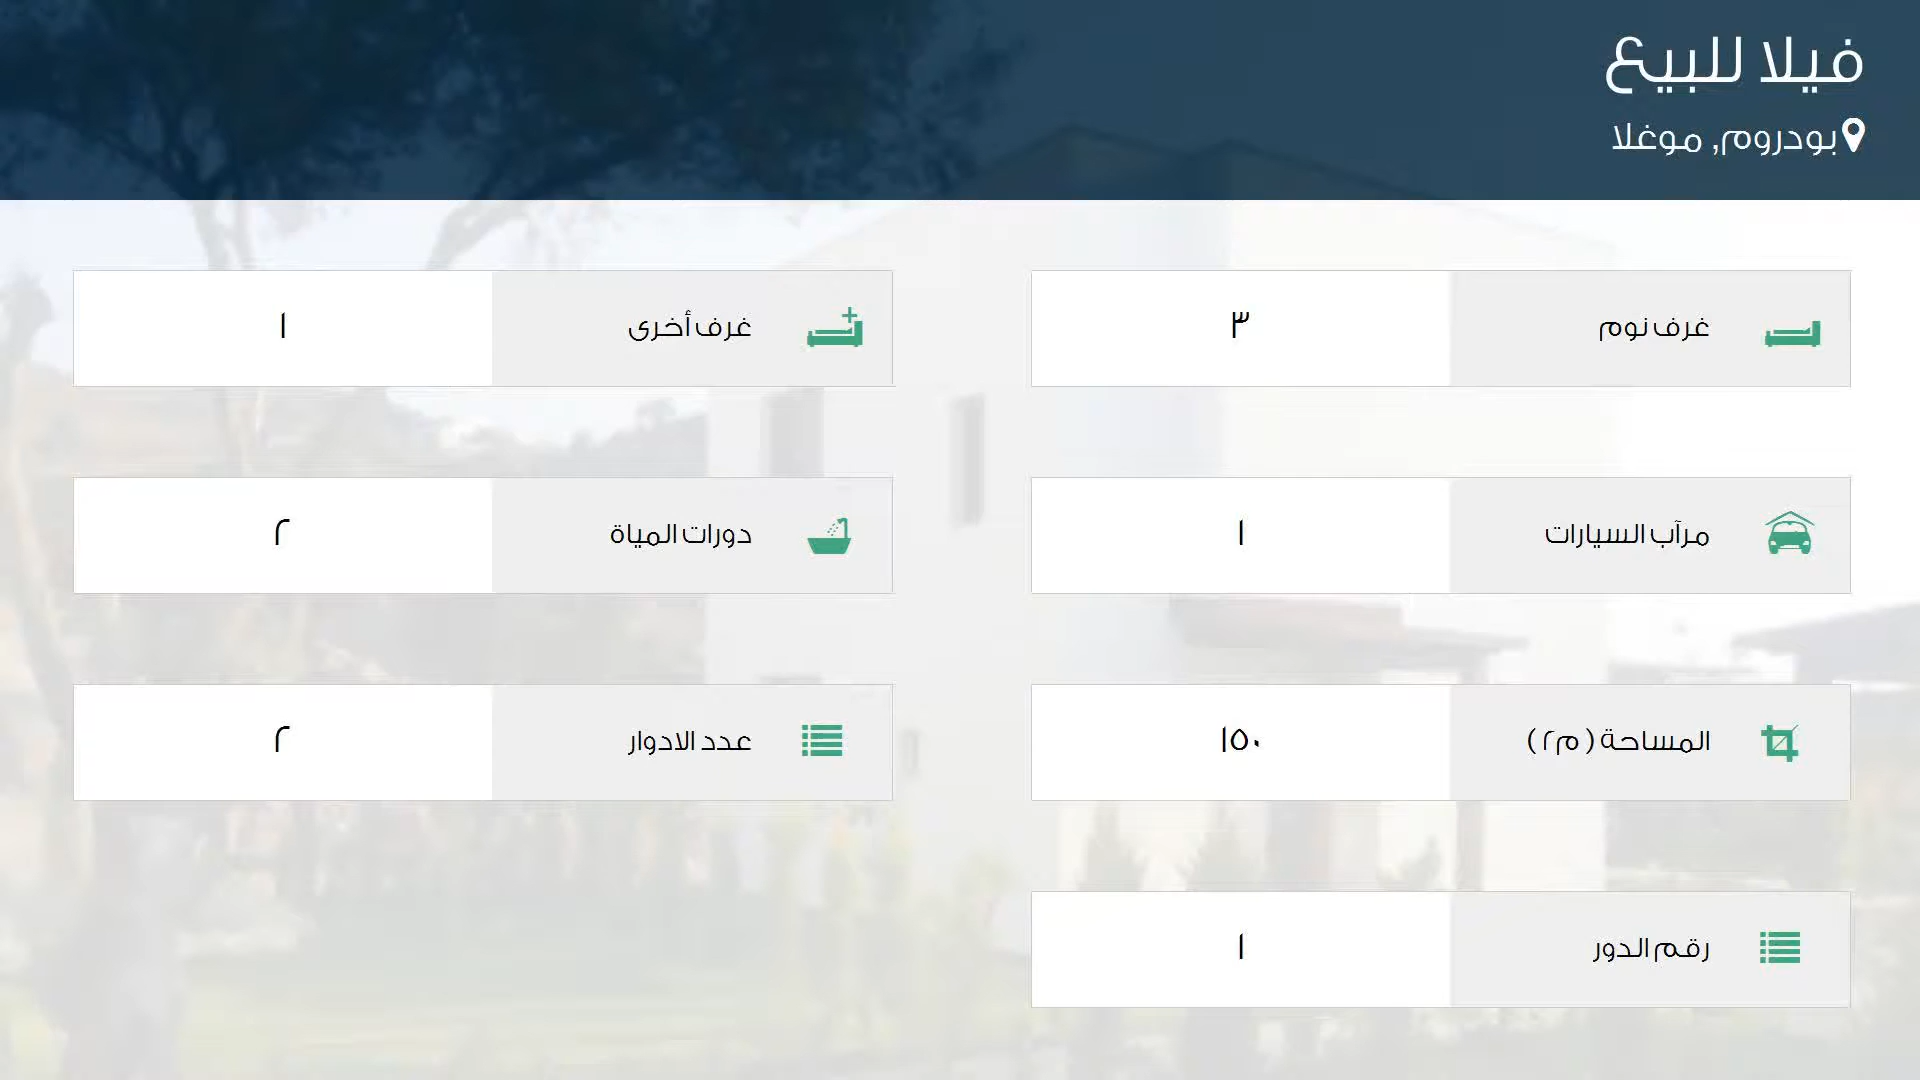 فيلا للبيع
بودروم, موغلا
غرف نوم
٣
غرف أخرى
١
مرآب السيارات
١
دورات المياة
٢
المساحة ( م٢ )
١٥٠
عدد الادوار
٢
رقم الدور
١